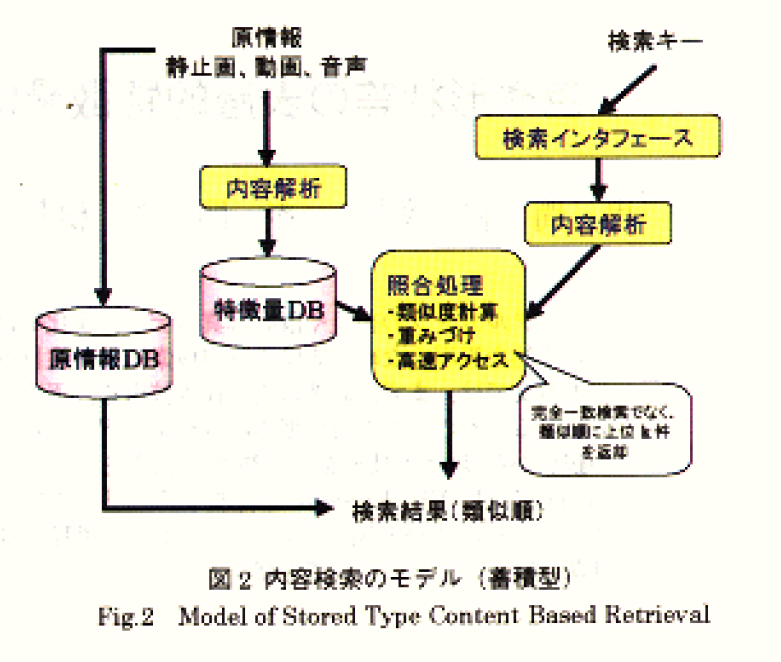 原情報
静止画、動画、音声
検索キー
検索インタフェース
内容解析
内容解析
特徴量DB
原情報DB
照合処理
・類似度計算
・重みづけ
・高速アクセス
完全一致検索でなく、
類似順に上位k件
を返却
検索結果（類似順）
図2 内容検索のモデル（蓄積型）
Fig.2 Model of Stored Type Content Based Retrieval